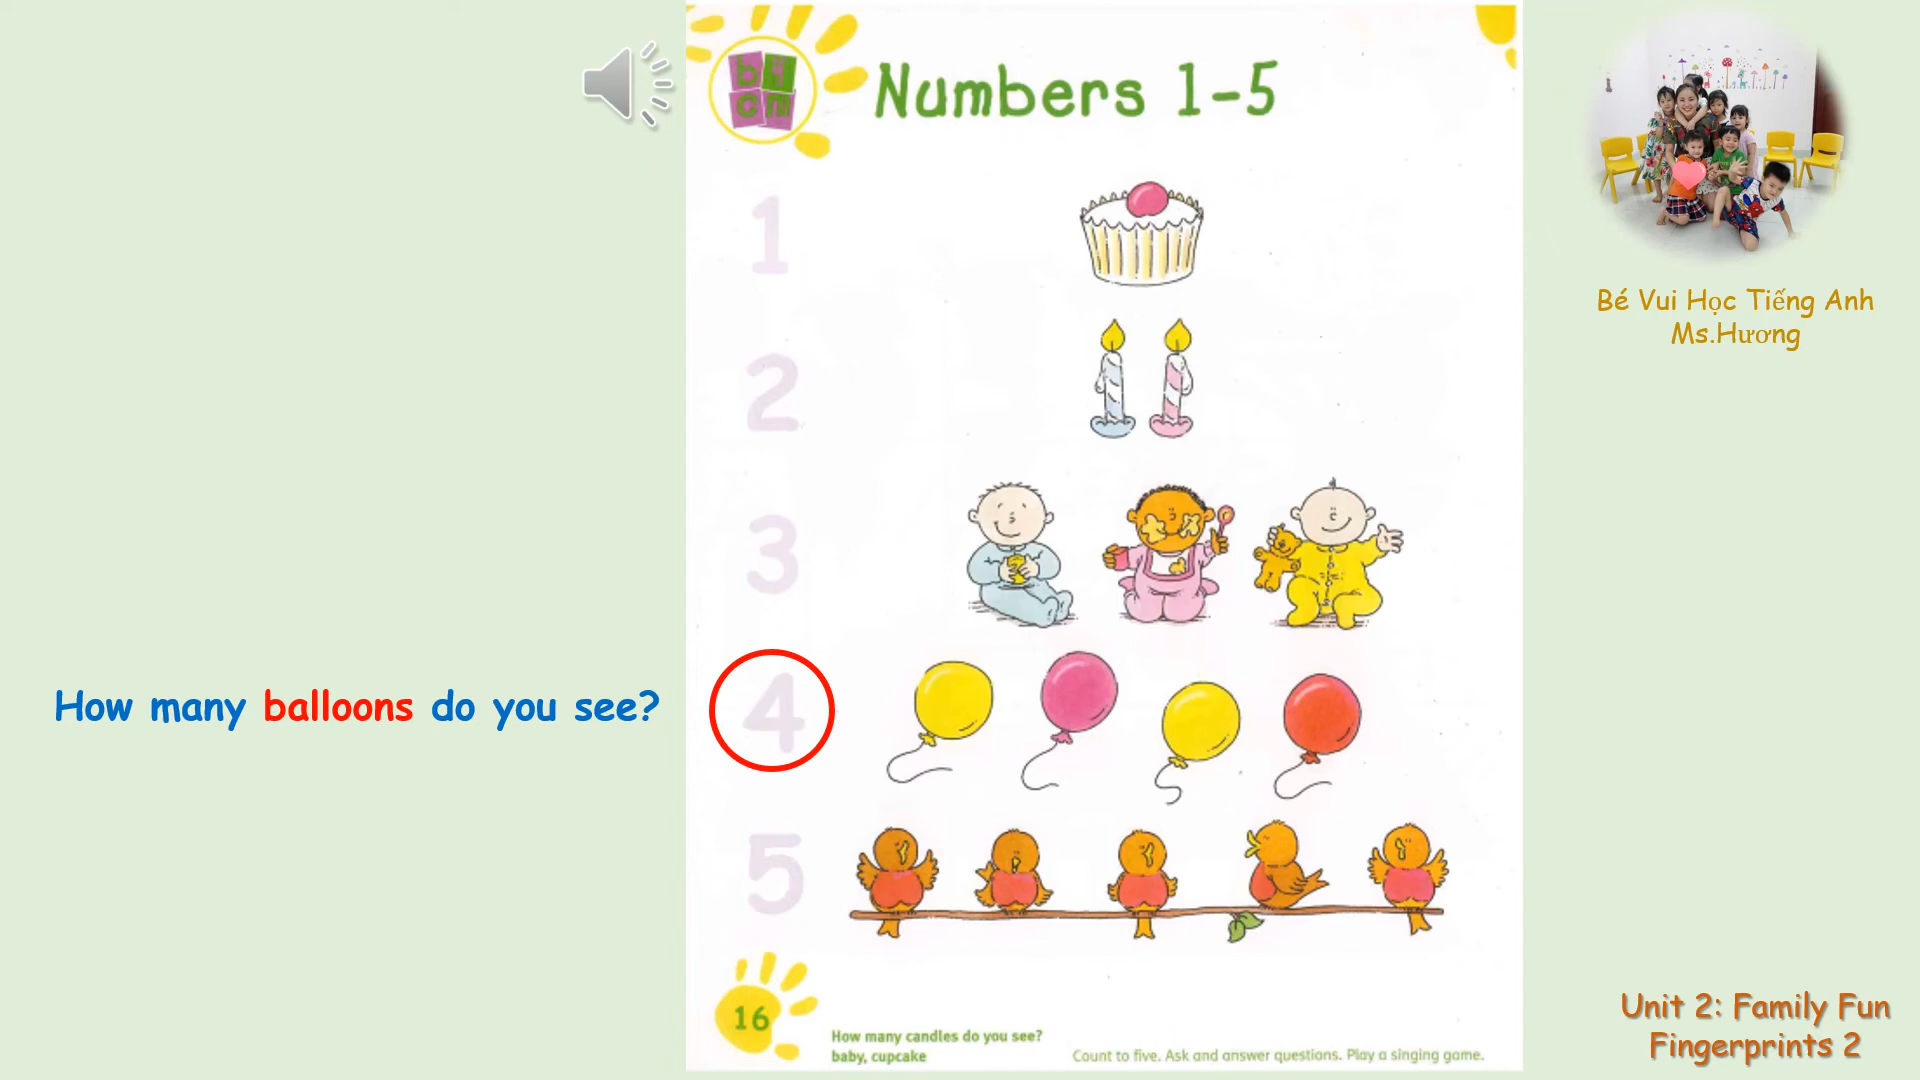 b 4
c m
Numbers 1-5
1
2
3
4
5
How many balloons do you see?
Bé Vui Học Tiếng Anh
Ms.Hương
16
How many candles do you see?
baby, cupcake
Count to five. Ask and answer questions. Play a singing game.
Unit 2: Family Fun
Fingerprints 2